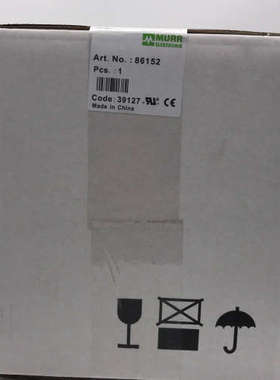 MURR
ELEKTRONIK
Art. No. : 86152
Pcs. : 1
Code: 39127
Made in China